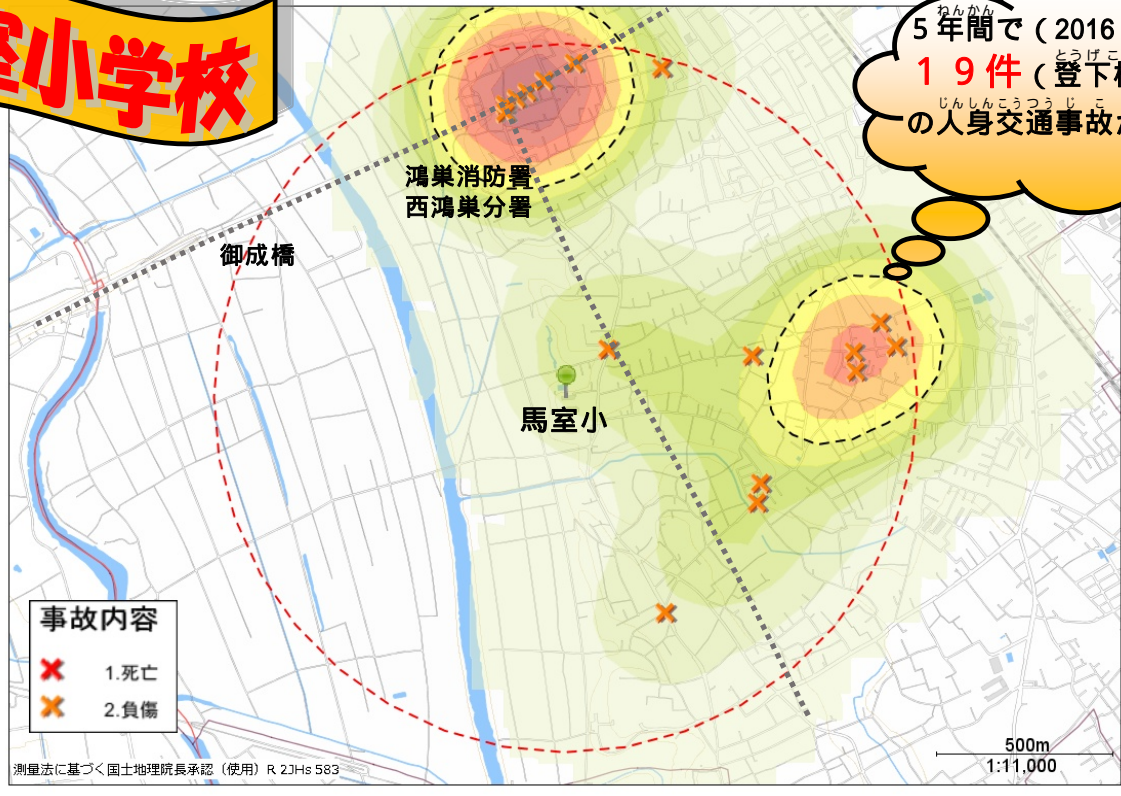 室小学校
５年間で（2016
ねんかん
１９件（登下校
とうげこ
の人身交通事故が
じんしんこうつうじこ
鴻巣消防署
西鴻巣分署
御成橋
馬室小
事故内容
1.死亡
2.負傷
500m
1:11,000
測量法に基づく国土地理院長承認（使用）R 2JHs 583